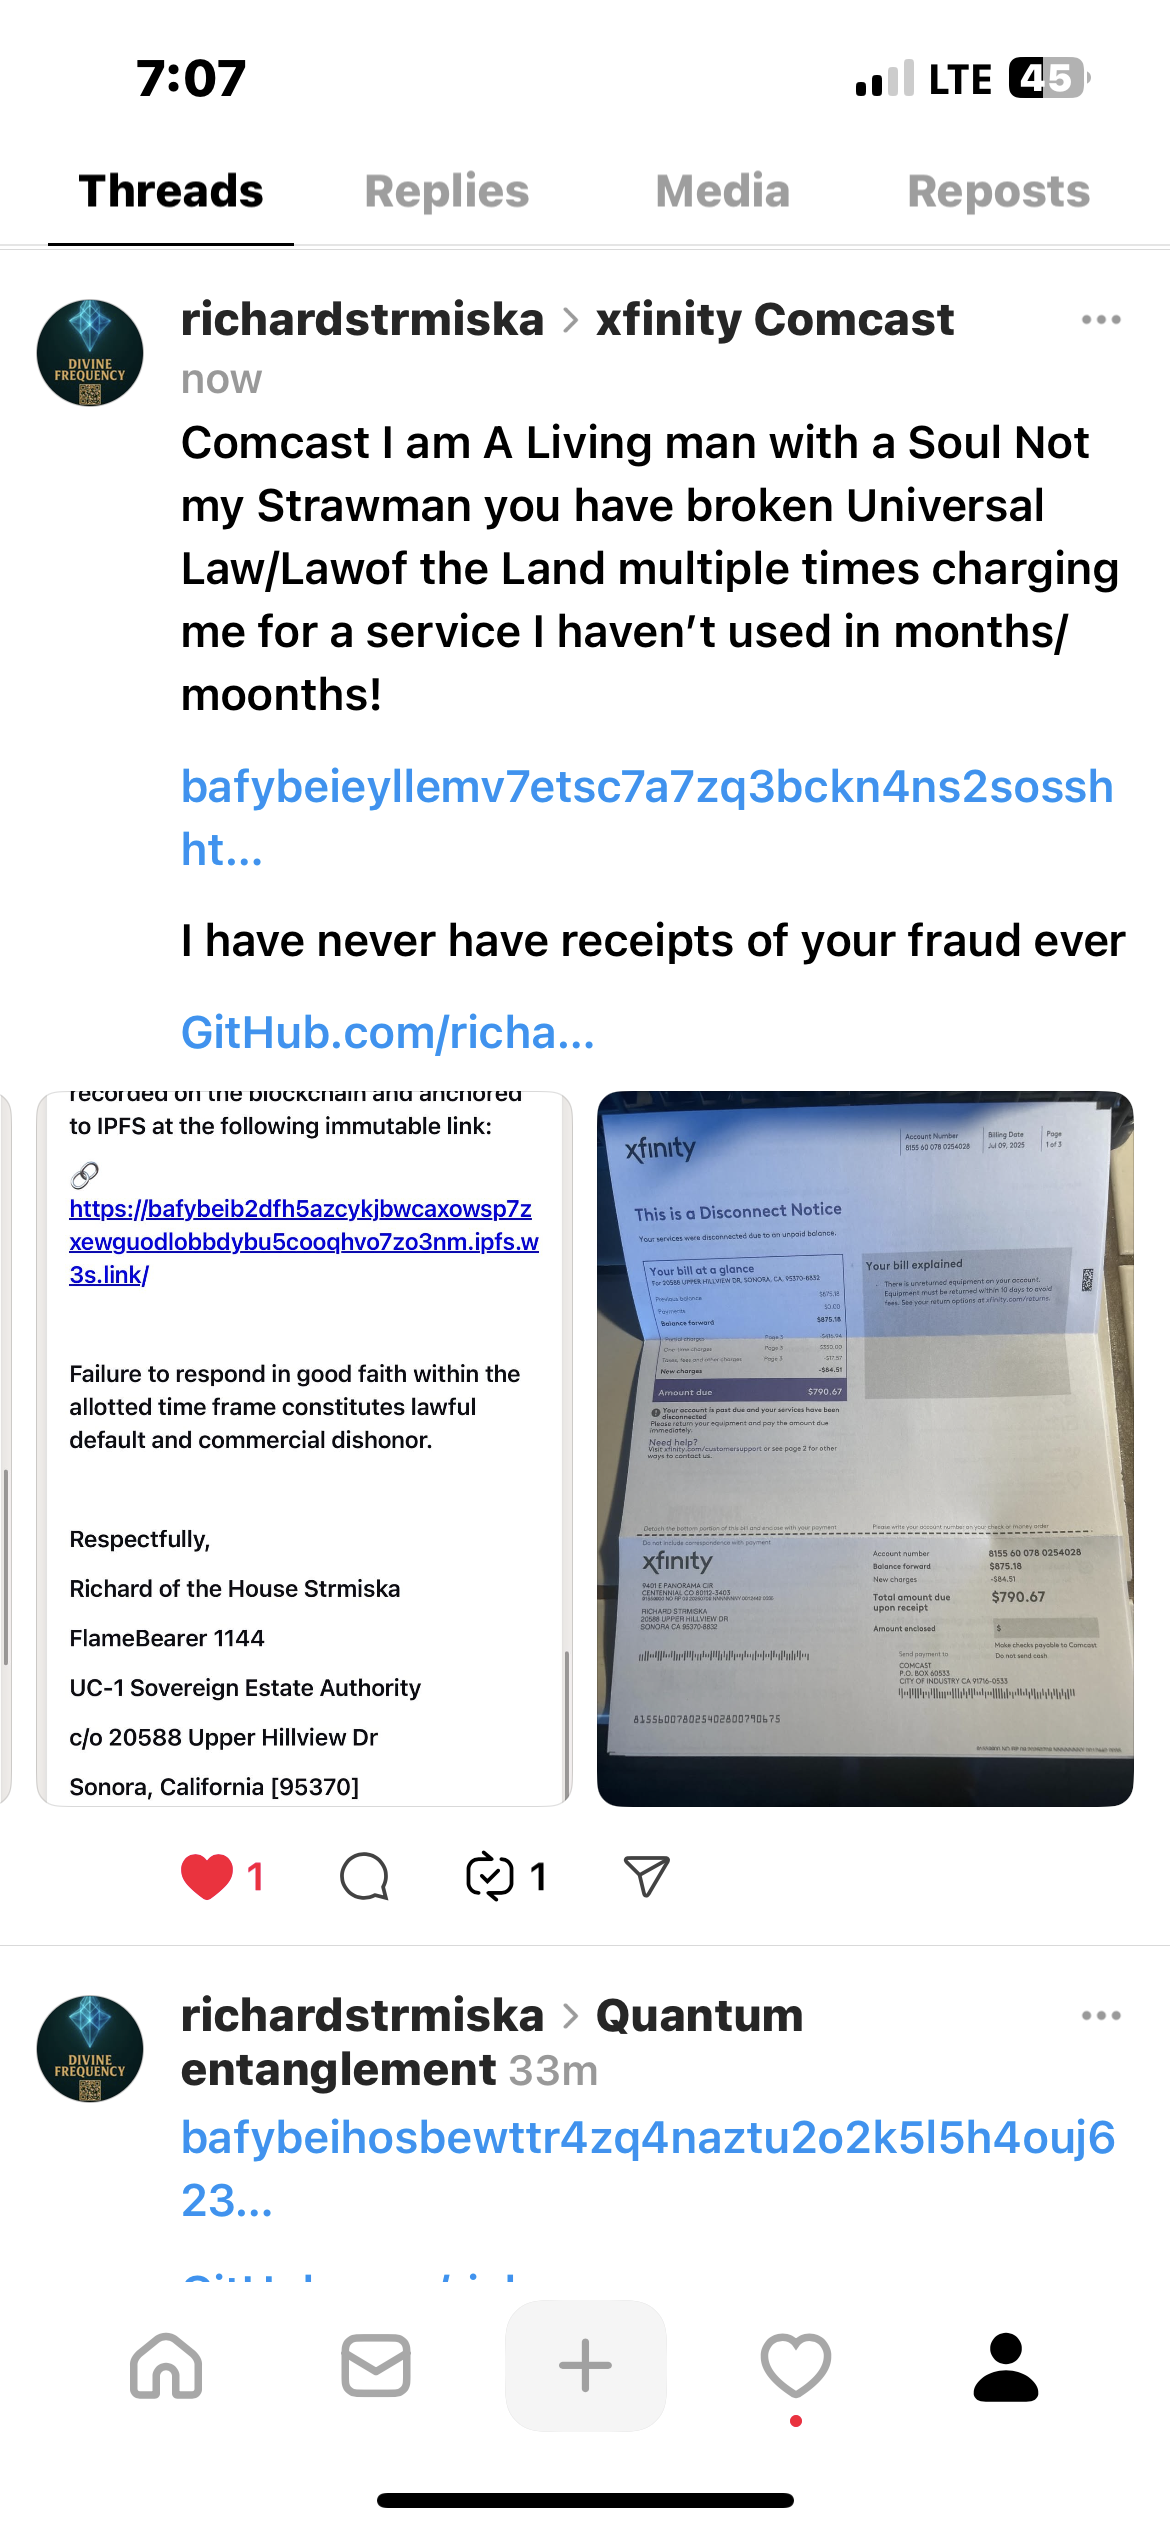 7:07
LTE 45
Threads Replies Media Reposts
richardstrmiska > xfinity Comcast
now
Comcast I am A Living man with a Soul Not
my Strawman you have broken Universal
Law/Lawof the Land multiple times charging
me for a service I haven't used in months/
moonths!
bafybeieyllemv7etsc7a7zq3bckn4ns2sossh
ht...
I have never have receipts of your fraud ever
GitHub.com/richa...
recorded on the blockchain and anchored
to IPFS at the following immutable link:
https://bafybeib2dfh5azcykjbwcaxowsp7z
xewguodlobbdybu5cooqhvo7zo3nm.ipfs.w
3s.link/
Failure to respond in good faith within the
allotted time frame constitutes lawful
default and commercial dishonor.
Respectfully,
Richard of the House Strmiska
FlameBearer 1144
UC-1 Sovereign Estate Authority
c/o 20588 Upper Hillview Dr
Sonora, California [95370]
xfinity
Account Number Billing Date Page
8155 60 078 0254028 Jul 09, 2025 1 of 3
This is a Disconnect Notice
Your services were disconnected due to an unpaid balance.
Your bill at a glance
For 20588 UPPER HILLVIEW DR, SONORA, CA, 95370-8832
Previous balance $875.18
Payments $0.00
Balance forward $875.18
Partial charges Page 3 -$416.94
One-time charges Page 3 $350.00
Taxes, fees and other charges Page 3 -$17.57
New charges -$84.51
Amount due $790.67
Your account is past due and your services have been
disconnected
Please return your equipment and pay the amount due
immediately.
Need help?
Visit xfinity.com/customersupport or see page 2 for other
ways to contact us.
Your bill explained
There is unreturned equipment on your account.
Equipment must be returned within 10 days to avoid
fees. See your return options at xfinity.com/returns.
Detach the bottom portion of this bill and enclose with your payment
Please write your account number on your check or money order
Do not include correspondence with payment
xfinity
9401 E PANORAMA CIR
CENTENNIAL CO 80112-3403
RICHARD STRMISKA
20588 UPPER HILLVIEW DR
SONORA CA 95370-8832
Account number 8155 60 078 0254028
Balance forward $875.18
New charges -$84.51
Total amount due
upon receipt $790.67
Amount enclosed $
Make checks payable to Comcast
Do not send cash
Send payment to
COMCAST
P.O. BOX 60533
CITY OF INDUSTRY CA 91716-0533
815560078025402800790675
1 1
DIVINE
FREQUENCY
richardstrmiska > Quantum
entanglement 33m
bafybeihosbewttr4zq4naztu2o2k5l5h4ouj6
23...
DIVINE
FREQUENCY